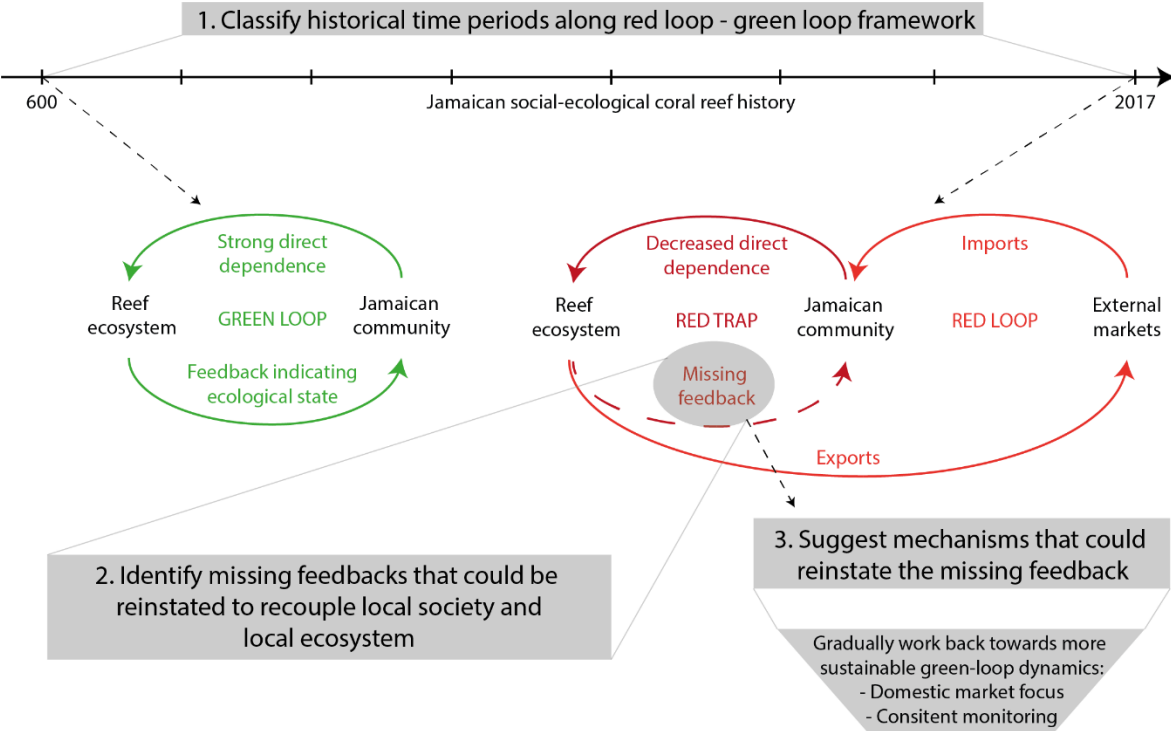 1. Classify historical time periods along red loop - green loop framework
600
Jamaican social-ecological coral reef history
2017
Strong direct
dependence
Reef
ecosystem
GREEN LOOP
Jamaican
community
Feedback indicating
ecological state
Decreased direct
dependence
Reef
ecosystem
RED TRAP
Jamaican
community
Missing
feedback
Imports
RED LOOP
External
markets
Exports
2. Identify missing feedbacks that could be
reinstated to recouple local society and
local ecosystem
3. Suggest mechanisms that could
reinstate the missing feedback
Gradually work back towards more
sustainable green-loop dynamics:
- Domestic market focus
- Consitent monitoring